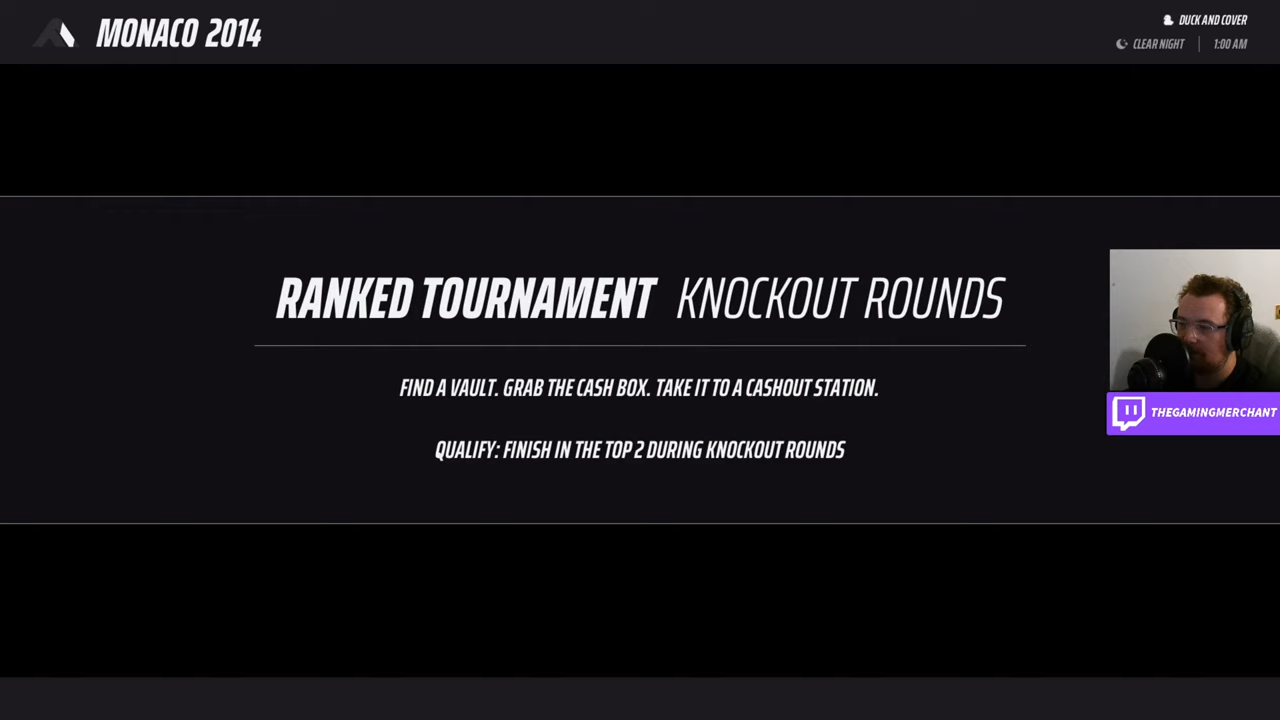 MONACO 2014
DUCK AND COVER
CLEAR NIGHT
1:00 AM
RANKED TOURNAMENT KNOCKOUT ROUNDS
FIND A VAULT. GRAB THE CASH BOX. TAKE IT TO A CASHOUT STATION.
QUALIFY: FINISH IN THE TOP 2 DURING KNOCKOUT ROUNDS
THEGAMINGMERCHANT